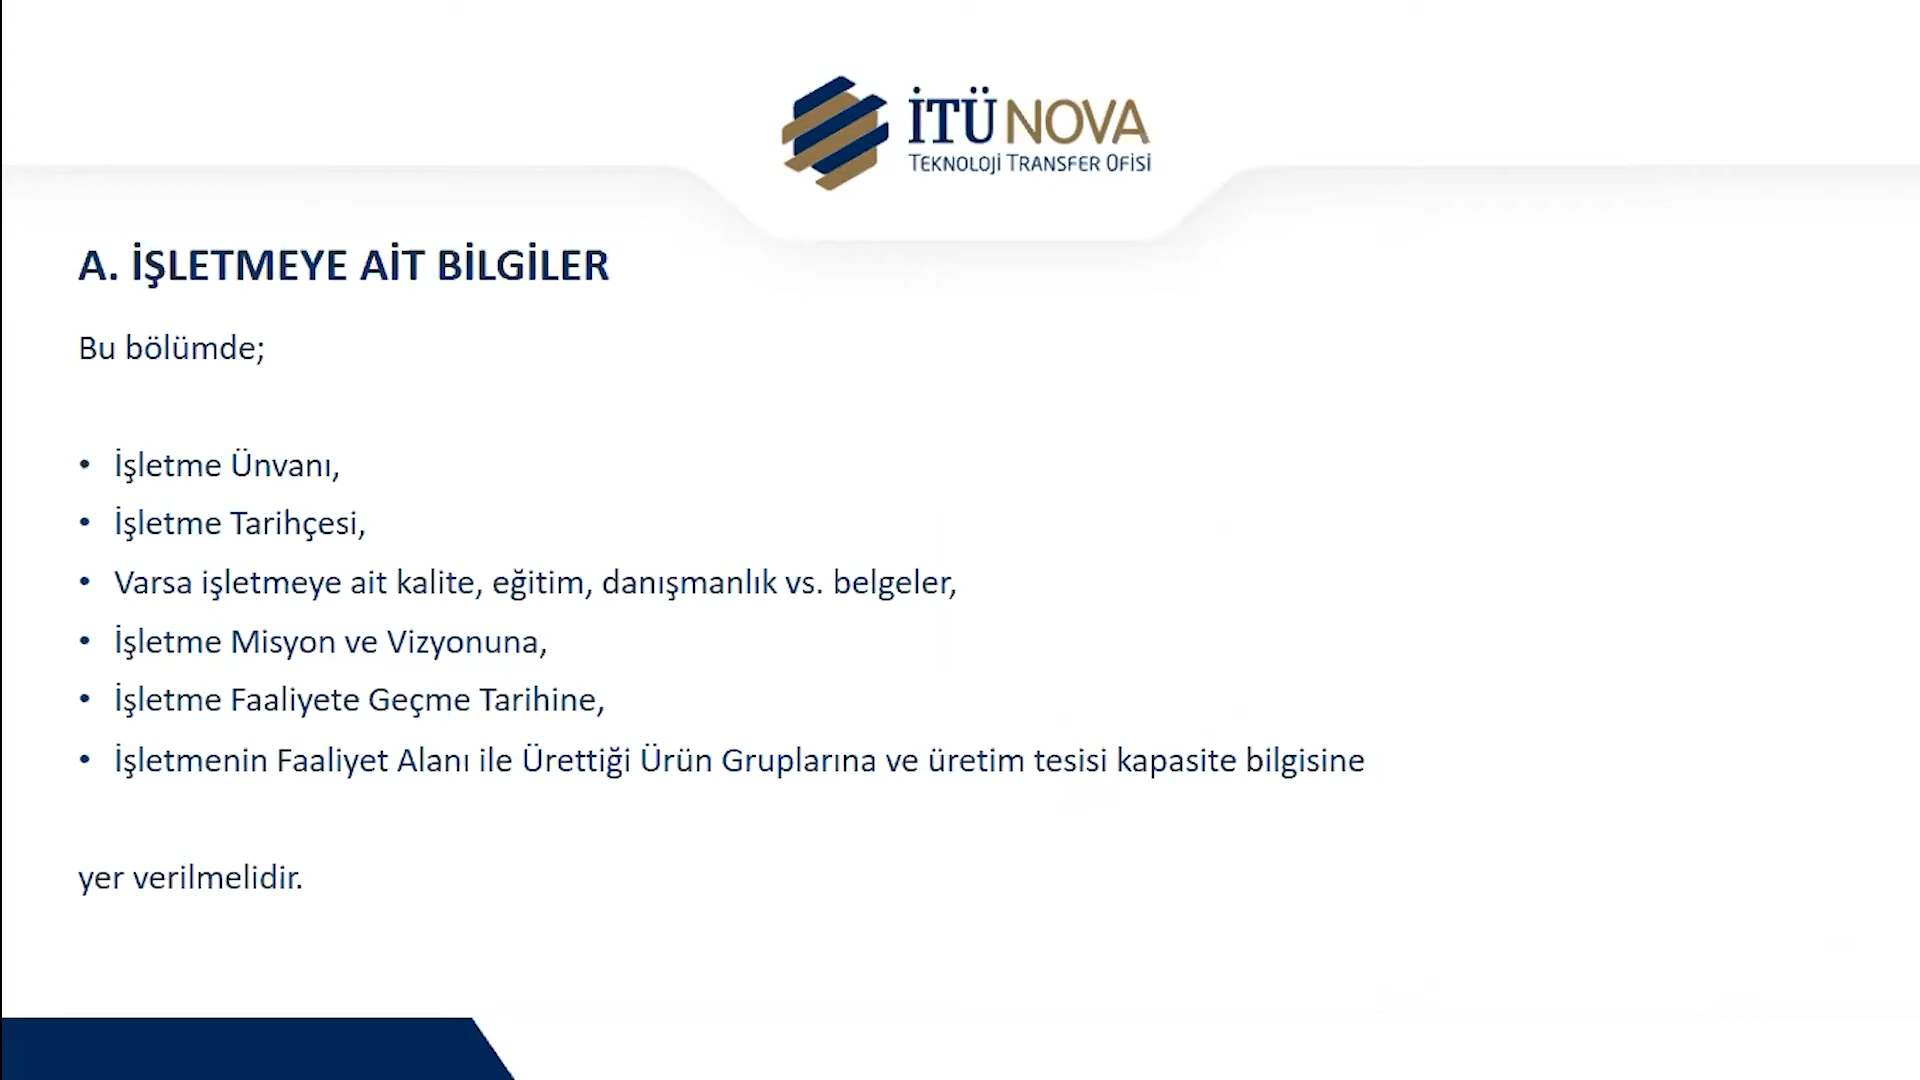 İTÜ NOVA
TEKNOLOJİ TRANSFER OFİSİ
A. İŞLETMEYE AİT BİLGİLER
Bu bölümde;
• İşletme Ünvanı,
• İşletme Tarihçesi,
• Varsa işletmeye ait kalite, eğitim, danışmanlık vs. belgeler,
• İşletme Misyon ve Vizyonuna,
• İşletme Faaliyete Geçme Tarihine,
• İşletmenin Faaliyet Alanı ile Ürettiği Ürün Gruplarına ve üretim tesisi kapasite bilgisine
yer verilmelidir.